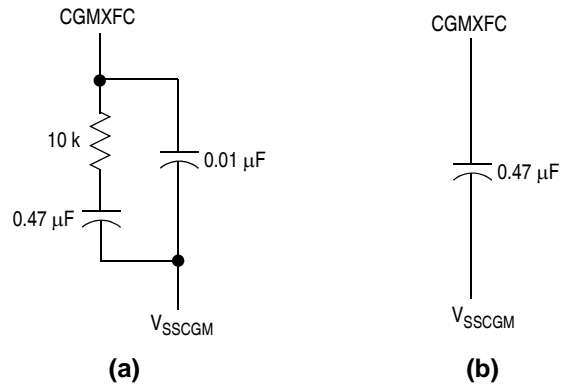 CGMXFC
10 k
0.01 µF
0.47 µF
VSSCGM
(a)
CGMXFC
0.47 µF
VSSCGM
(b)